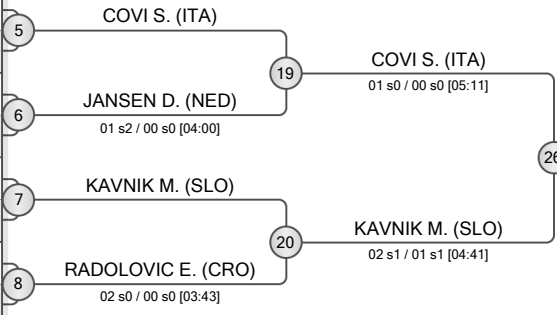 COVI S. (ITA)
5
19
COVI S. (ITA)
01 s0 / 00 s0 [05:11]
JANSEN D. (NED)
6
01 s2 / 00 s0 [04:00]
26
KAVNIK M. (SLO)
7
20
KAVNIK M. (SLO)
02 s1 / 01 s1 [04:41]
RADOLOVIC E. (CRO)
8
02 s0 / 00 s0 [03:43]